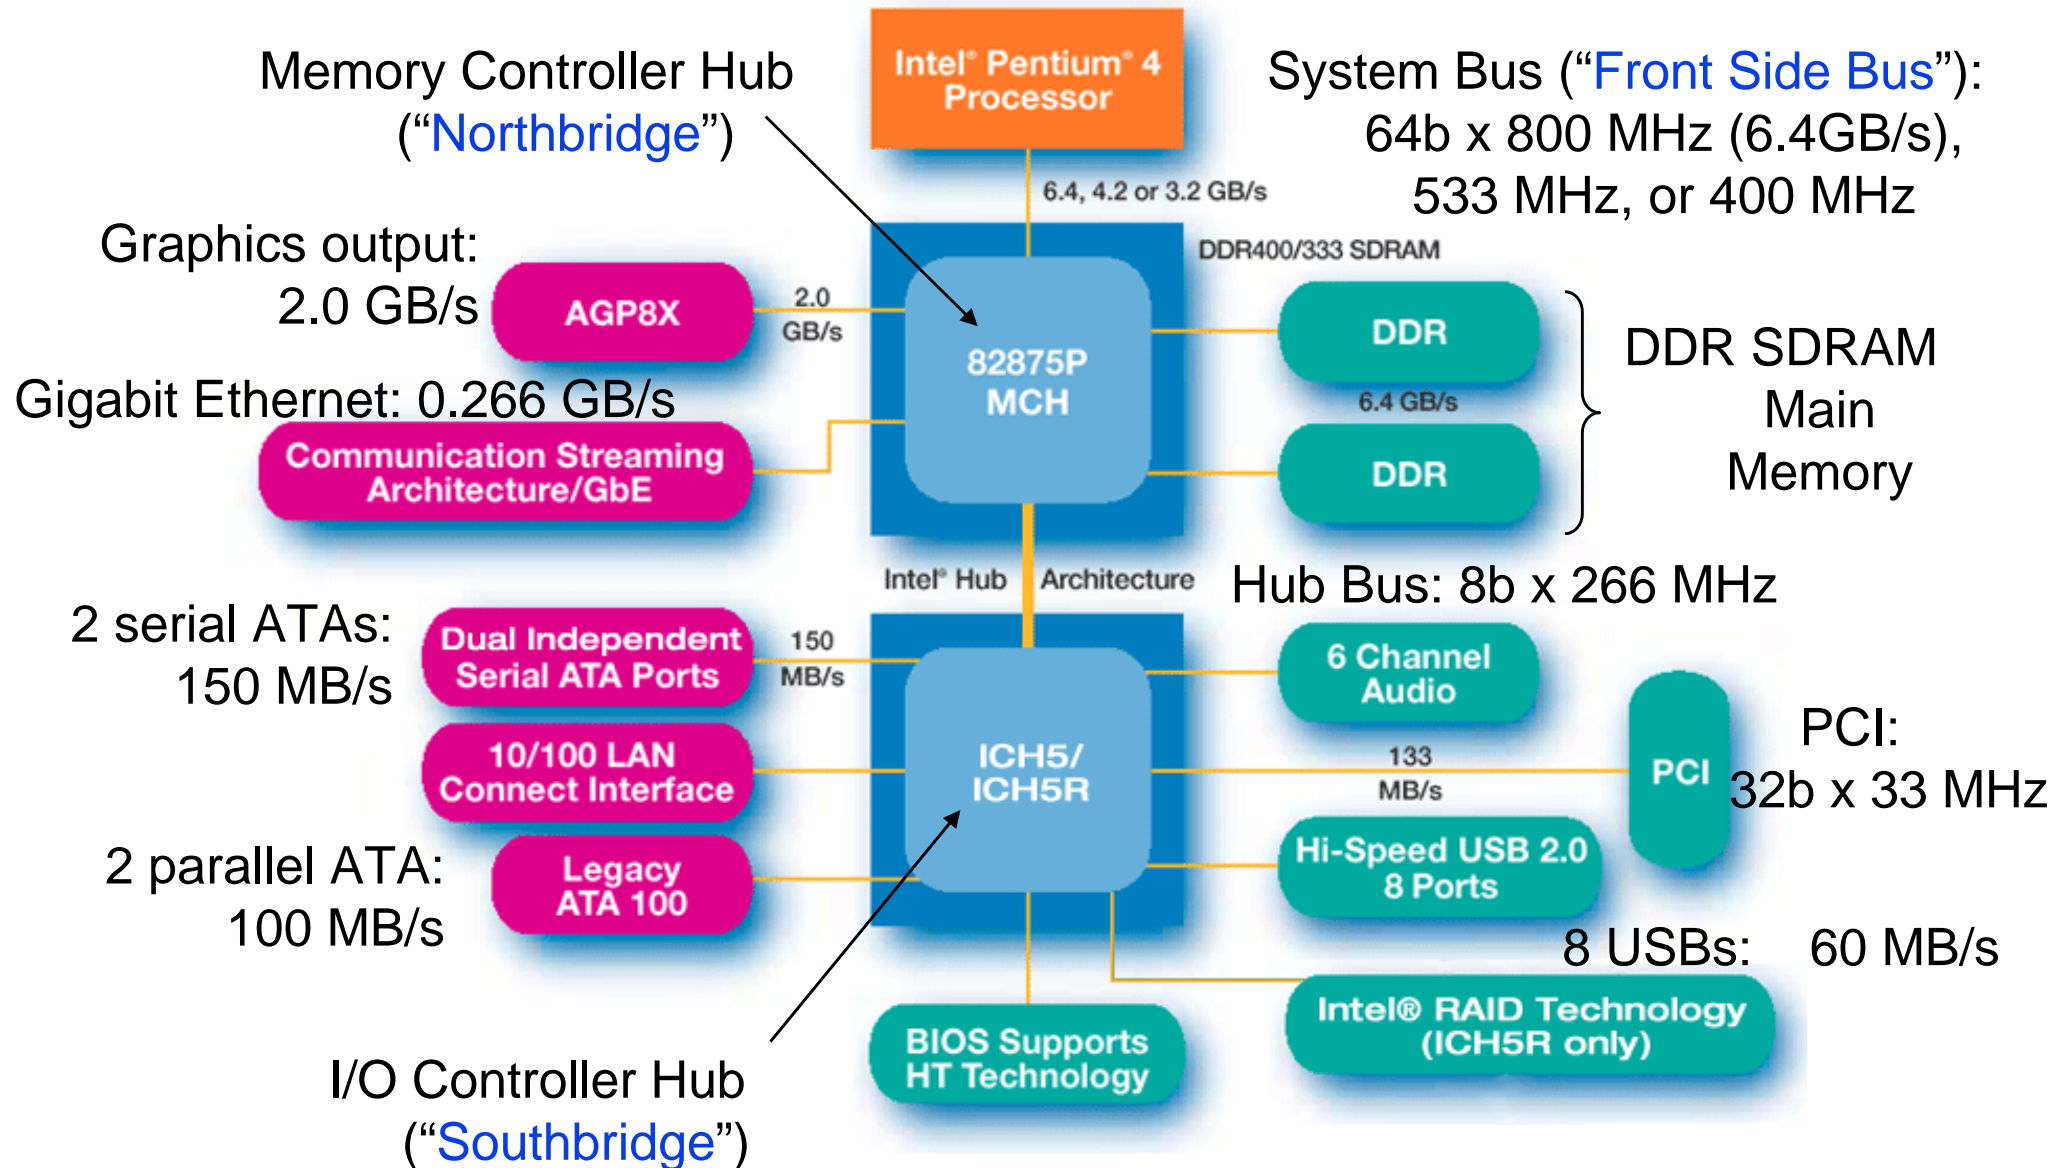 Memory Controller Hub
(“Northbridge”)
Intel® Pentium® 4
Processor
System Bus (“Front Side Bus”):
64b x 800 MHz (6.4GB/s),
533 MHz, or 400 MHz
6.4, 4.2 or 3.2 GB/s
Graphics output:
2.0 GB/s
AGP8X
2.0
GB/s
DDR400/333 SDRAM
82875P
MCH
DDR
6.4 GB/s
DDR
DDR SDRAM
Main
Memory
Gigabit Ethernet: 0.266 GB/s
Communication Streaming
Architecture/GbE
Intel® Hub Architecture
Hub Bus: 8b x 266 MHz
2 serial ATAs:
150 MB/s
Dual Independent
Serial ATA Ports
150
MB/s
6 Channel
Audio
10/100 LAN
Connect Interface
ICH5/
ICH5R
133
MB/s
PCI
PCI:
32b x 33 MHz
2 parallel ATA:
100 MB/s
Legacy
ATA 100
Hi-Speed USB 2.0
8 Ports
8 USBs: 60 MB/s
BIOS Supports
HT Technology
Intel® RAID Technology
(ICH5R only)
I/O Controller Hub
(“Southbridge”)